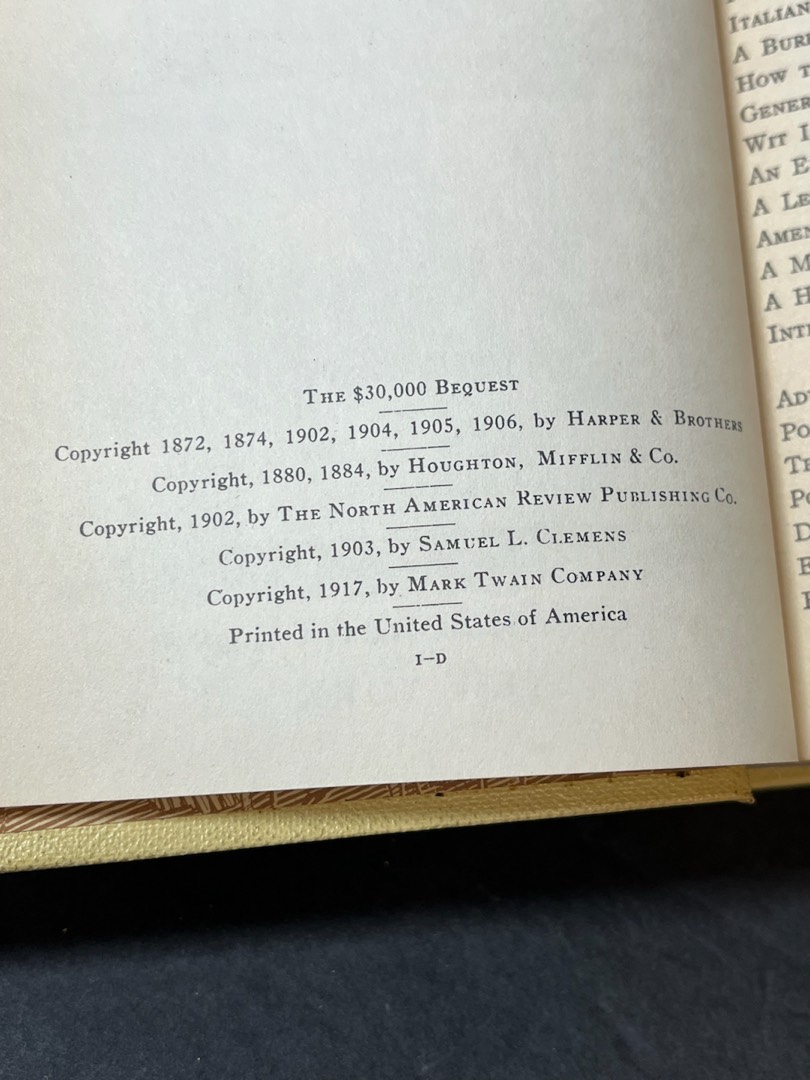 The $30,000 Bequest
Copyright 1872, 1874, 1902, 1904, 1905, 1906, by Harper & Brothers
Copyright, 1880, 1884, by Houghton, Mifflin & Co.
Copyright, 1902, by The North American Review Publishing Co.
Copyright, 1903, by Samuel L. Clemens
Copyright, 1917, by Mark Twain Company
Printed in the United States of America
I–D
Italian
A Bur
How
Gener
Wit
An E
A Le
Amen
A M
A H
Ad
Po